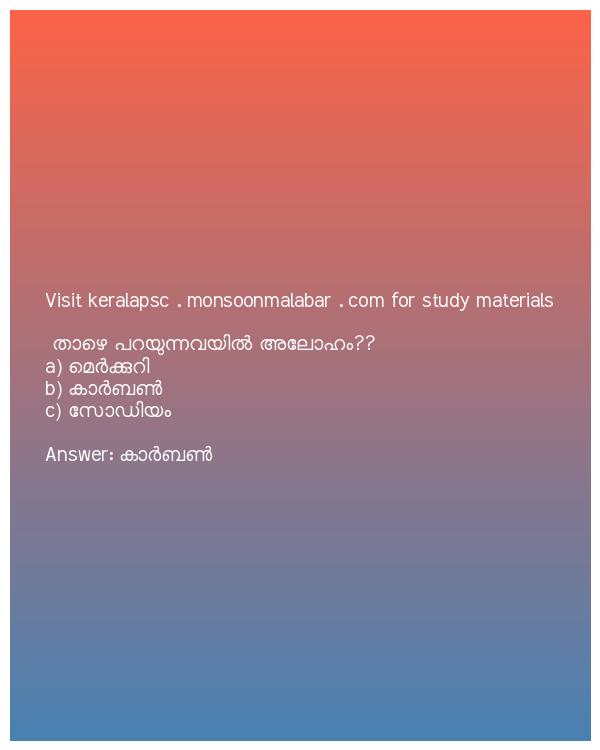 Visit keralapsc . monsoonmalabar . com for study materials
താഴെ പറയുന്നവയിൽ അലോഹം??
a) മെർക്കുറി
b) കാർബൺ
c) സോഡിയം
Answer: കാർബൺ